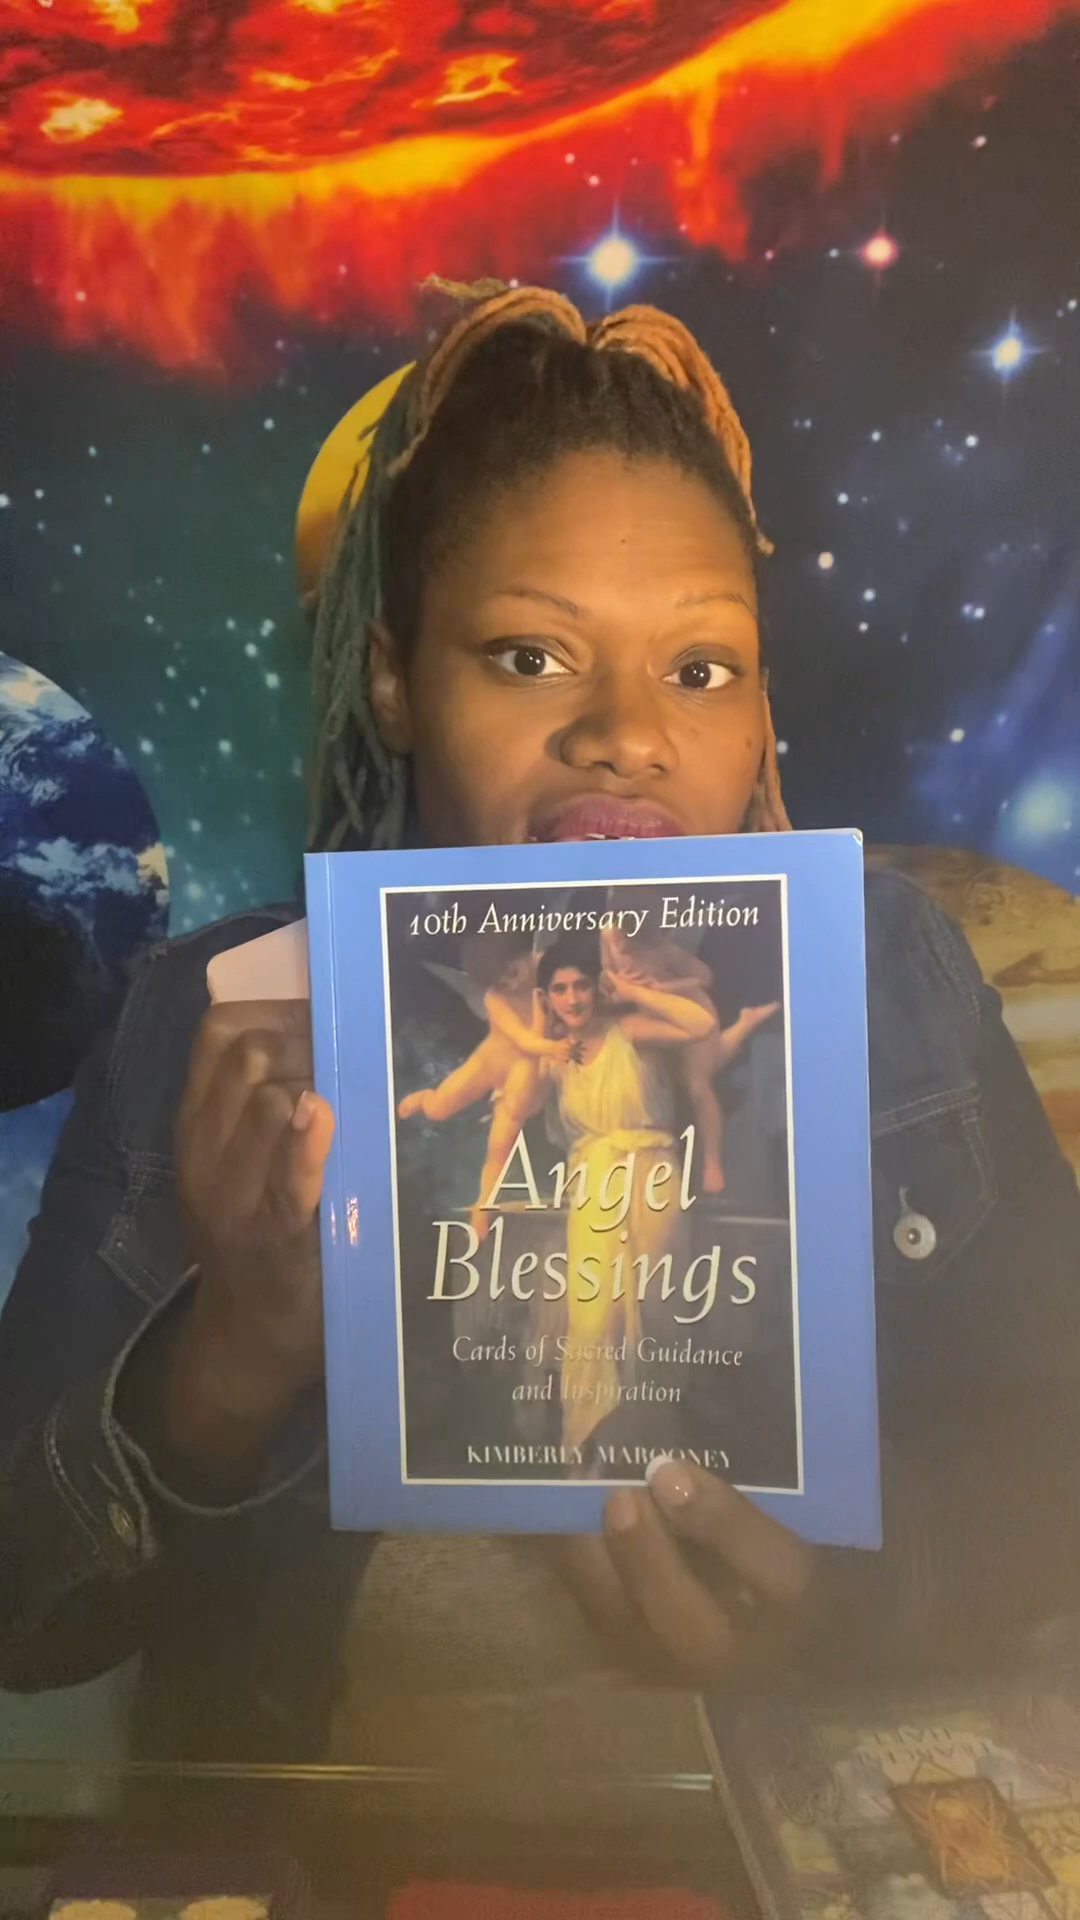 10th Anniversary Edition
Angel
Blessings
Cards of Sacred Guidance
and Inspiration
KIMBERLY MAROONEY